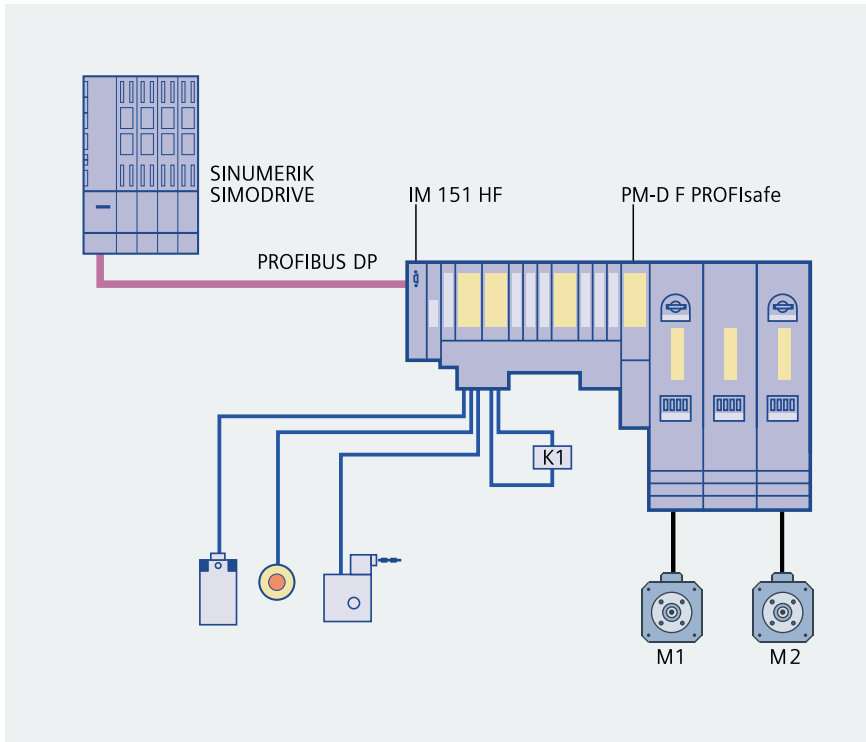 SINUMERIK
SIMODRIVE
IM 151 HF
PM-D F PROFIsafe
PROFIBUS DP
K1
M1
M2